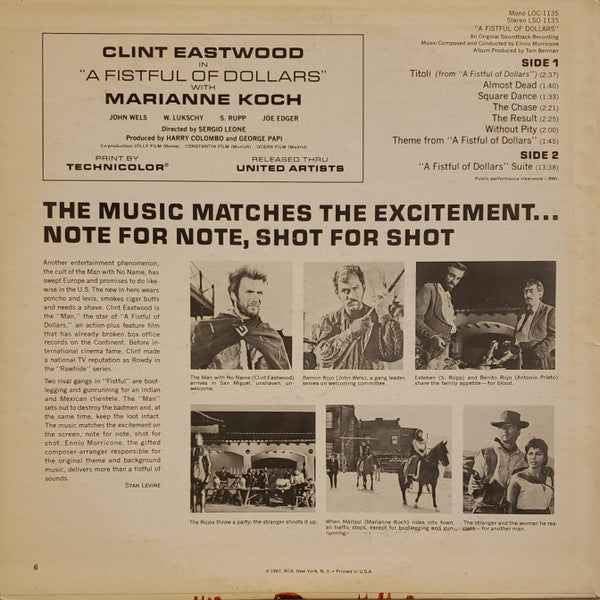 Mono LOC-1135
Stereo LSO-1135
"A FISTFUL OF DOLLARS"
An Original Soundtrack Recording
Music Composed and Conducted by Ennio Morricone
Album Produced by Tom Berman
SIDE 1
Titoli (from "A Fistful of Dollars") (2:37)
Almost Dead (1:40)
Square Dance (1:33)
The Chase (2:21)
The Result (2:25)
Without Pity (2:00)
Theme from "A Fistful of Dollars" (1:45)
SIDE 2
"A Fistful of Dollars" Suite (13:38)
Public performance clearance—BMI.
CLINT EASTWOOD
IN
"A FISTFUL OF DOLLARS"
WITH
MARIANNE KOCH
JOHN WELS W. LUKSCHY S. RUPP JOE EDGER
Directed by SERGIO LEONE
Produced by HARRY COLOMBO and GEORGE PAPI
Co-production JOLLY FILM (Rome) CONSTANTIN FILM (Munich) OCEAN FILM (Madrid)
PRINT BY
TECHNICOLOR®
RELEASED THRU
UNITED ARTISTS
THE MUSIC MATCHES THE EXCITEMENT...
NOTE FOR NOTE, SHOT FOR SHOT
Another entertainment phenomenon,
the cult of the Man with No Name, has
swept Europe and promises to do like-
wise in the U.S. The new in-hero wears
poncho and levis, smokes cigar butts
and needs a shave. Clint Eastwood is
the "Man," the star of "A Fistful of
Dollars," an action-plus feature film
that has already broken box office
records on the Continent. Before in-
ternational cinema fame, Clint made
a national TV reputation as Rowdy in
the "Rawhide" series.
Two rival gangs in "Fistful" are boot-
legging and gunrunning for an Indian
and Mexican clientele. The "Man"
sets out to destroy the badmen and, at
the same time, keep the loot intact.
The music matches the excitement on
the screen, note for note, shot for
shot. Ennio Morricone, the gifted
composer-arranger responsible for
the original theme and background
music, delivers more than a fistful of
sounds.
STAN LEVINE
The Man with No Name (Clint Eastwood)
arrives in San Miguel, unshaven, un-
welcome.
Ramon Rojo (John Wels), a gang leader,
serves on welcoming committee.
Esteban (S. Rupp) and Benito Rojo (Antonio Prieto)
share the family appetite—for blood.
The Rojos throw a party; the stranger shoots it up.
When Marisol (Marianne Koch) rides into town,
all traffic stops, except for bootlegging and gun-
running.
The stranger and the woman he res-
cues—for another man.
6
© 1967, RCA, New York, N. Y. • Printed in U.S.A.